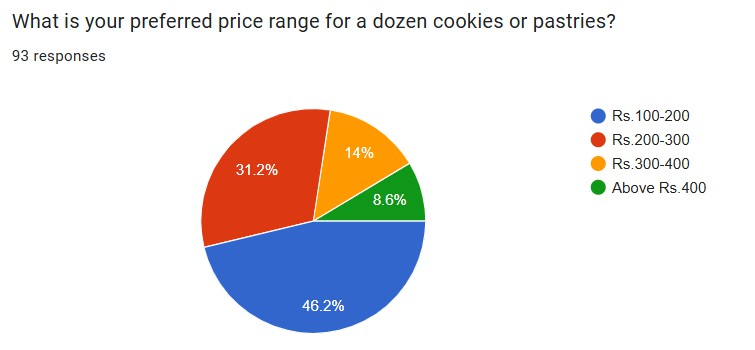 What is your preferred price range for a dozen cookies or pastries?
93 responses
Rs.100-200
Rs.200-300
Rs.300-400
Above Rs.400
31.2%
14%
8.6%
46.2%